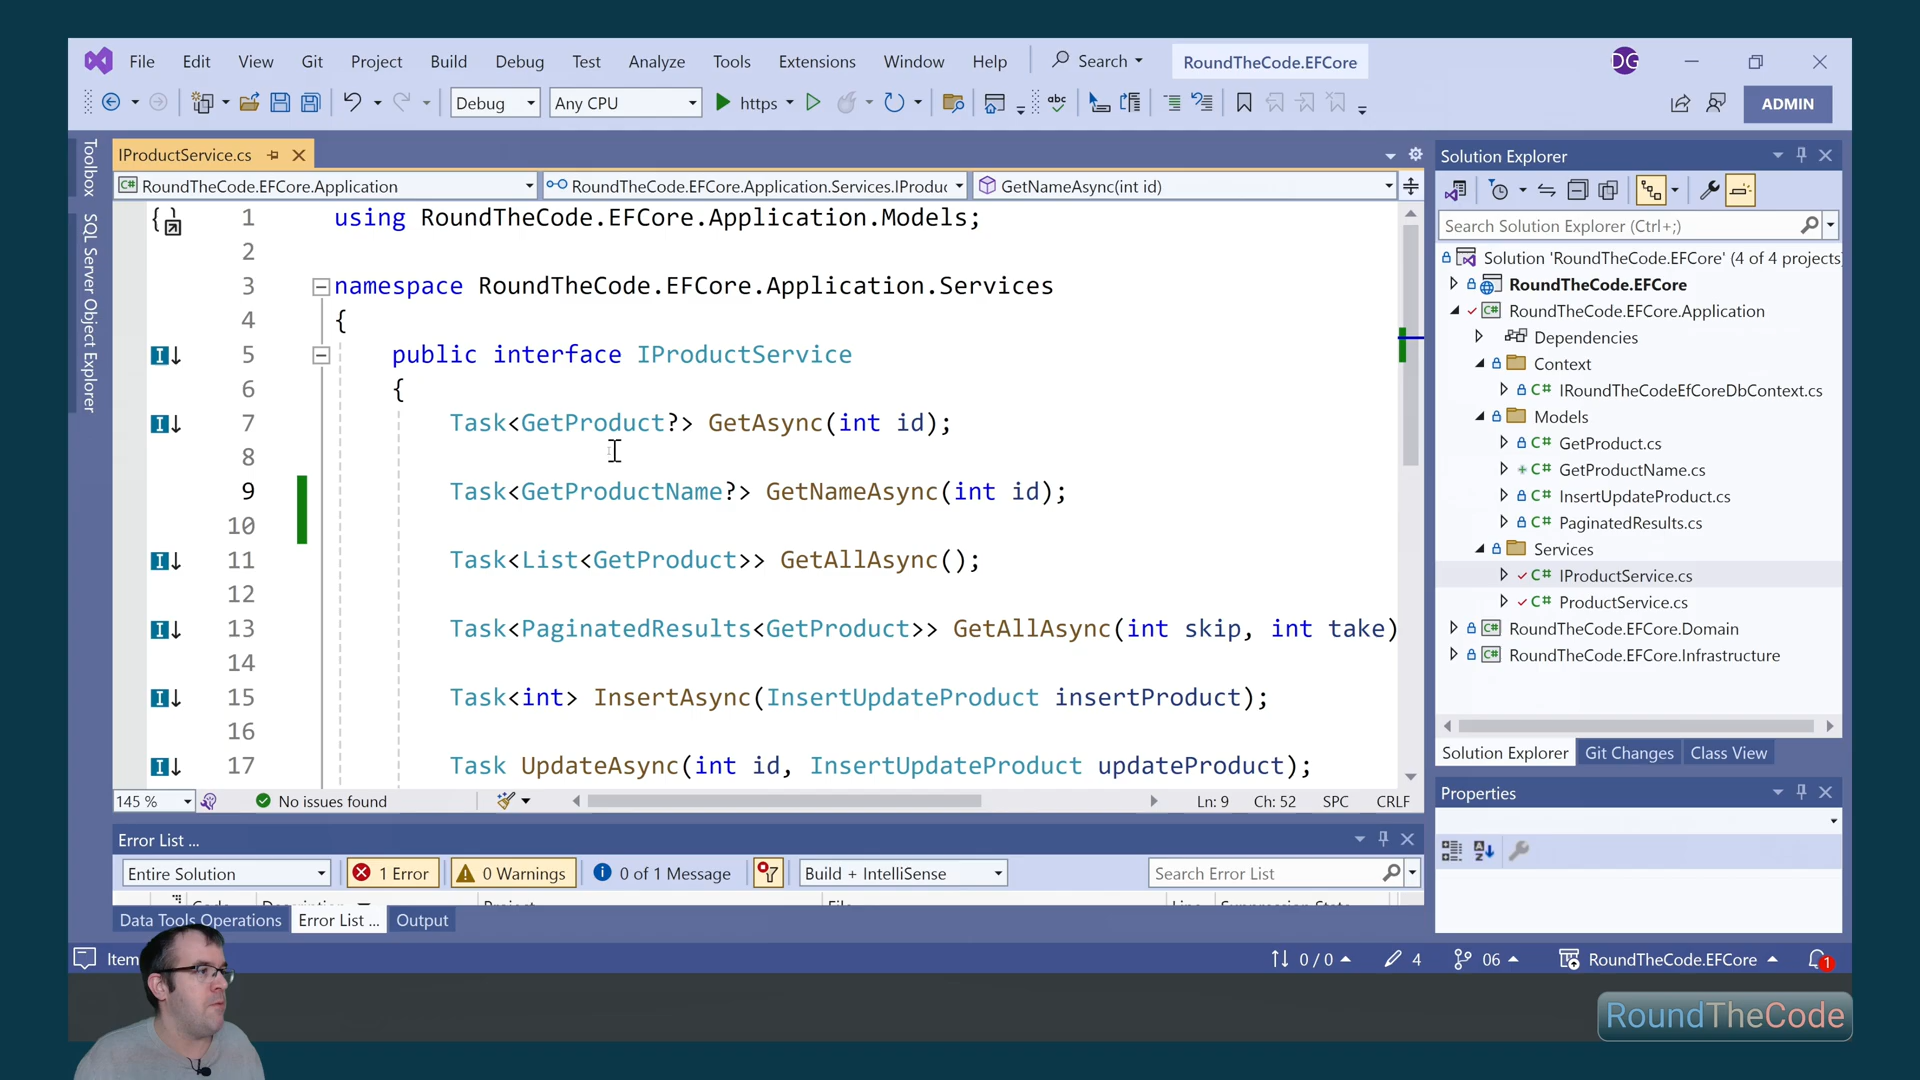 File Edit View Git Project Build Debug Test Analyze Tools Extensions Window Help Search RoundTheCode.EFCore DG
Debug Any CPU https abc ADMIN
IProductService.cs
RoundTheCode.EFCore.Application RoundTheCode.EFCore.Application.Services.IProduc GetNameAsync(int id)
Toolbox
SQL Server Object Explorer
1 using RoundTheCode.EFCore.Application.Models;
2
3 namespace RoundTheCode.EFCore.Application.Services
4 {
5 public interface IProductService
6 {
7 Task<GetProduct?> GetAsync(int id);
8
9 Task<GetProductName?> GetNameAsync(int id);
10
11 Task<List<GetProduct>> GetAllAsync();
12
13 Task<PaginatedResults<GetProduct>> GetAllAsync(int skip, int take)
14
15 Task<int> InsertAsync(InsertUpdateProduct insertProduct);
16
17 Task UpdateAsync(int id, InsertUpdateProduct updateProduct);
145 % No issues found Ln: 9 Ch: 52 SPC CRLF
Error List ...
Entire Solution 1 Error 0 Warnings 0 of 1 Message Build + IntelliSense Search Error List
Data Tools Operations Error List ... Output
Solution Explorer
Search Solution Explorer (Ctrl+;)
Solution 'RoundTheCode.EFCore' (4 of 4 projects)
RoundTheCode.EFCore
RoundTheCode.EFCore.Application
Dependencies
Context
IRoundTheCodeEfCoreDbContext.cs
Models
GetProduct.cs
GetProductName.cs
InsertUpdateProduct.cs
PaginatedResults.cs
Services
IProductService.cs
ProductService.cs
RoundTheCode.EFCore.Domain
RoundTheCode.EFCore.Infrastructure
Solution Explorer Git Changes Class View
Properties
Item 0 / 0 4 06 RoundTheCode.EFCore 1
RoundTheCode